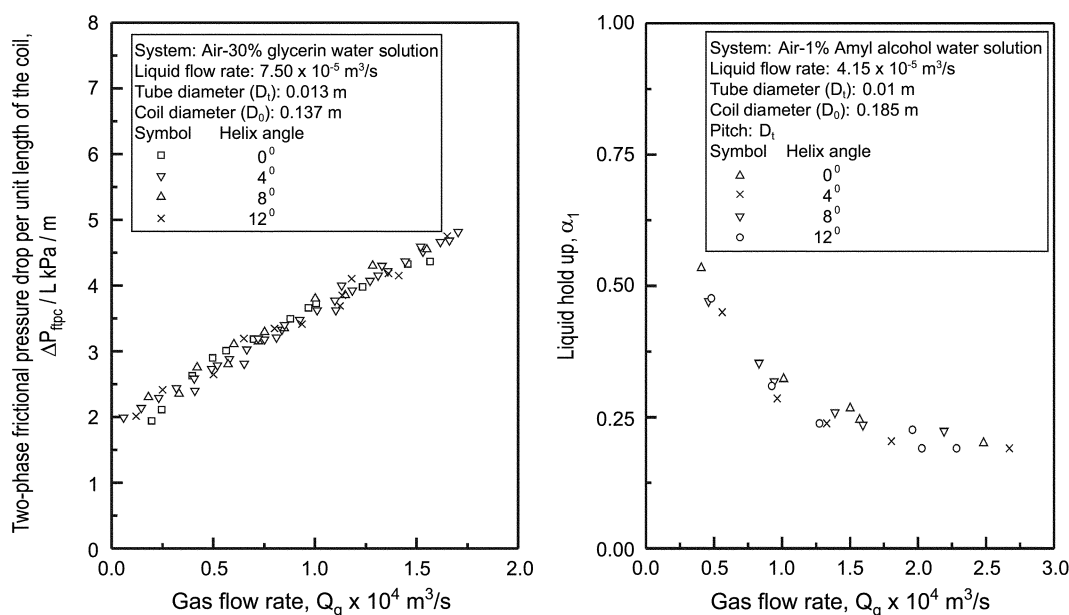 Two-phase frictional pressure drop per unit length of the coil,
ΔP_ftpc / L kPa / m
8
7
6
5
4
3
2
1
0
System: Air-30% glycerin water solution
Liquid flow rate: 7.50 x 10⁻⁵ m³/s
Tube diameter (Dₜ): 0.013 m
Coil diameter (D₀): 0.137 m
Symbol Helix angle
0⁰
4⁰
8⁰
12⁰
0.0 0.5 1.0 1.5 2.0
Gas flow rate, Q_g x 10⁴ m³/s
Liquid hold up, α₁
1.00
0.75
0.50
0.25
0.00
System: Air-1% Amyl alcohol water solution
Liquid flow rate: 4.15 x 10⁻⁵ m³/s
Tube diameter (Dₜ): 0.01 m
Coil diameter (D₀): 0.185 m
Pitch: Dₜ
Symbol Helix angle
0⁰
4⁰
8⁰
12⁰
0.0 0.5 1.0 1.5 2.0 2.5 3.0
Gas flow rate, Q_g x 10⁴ m³/s